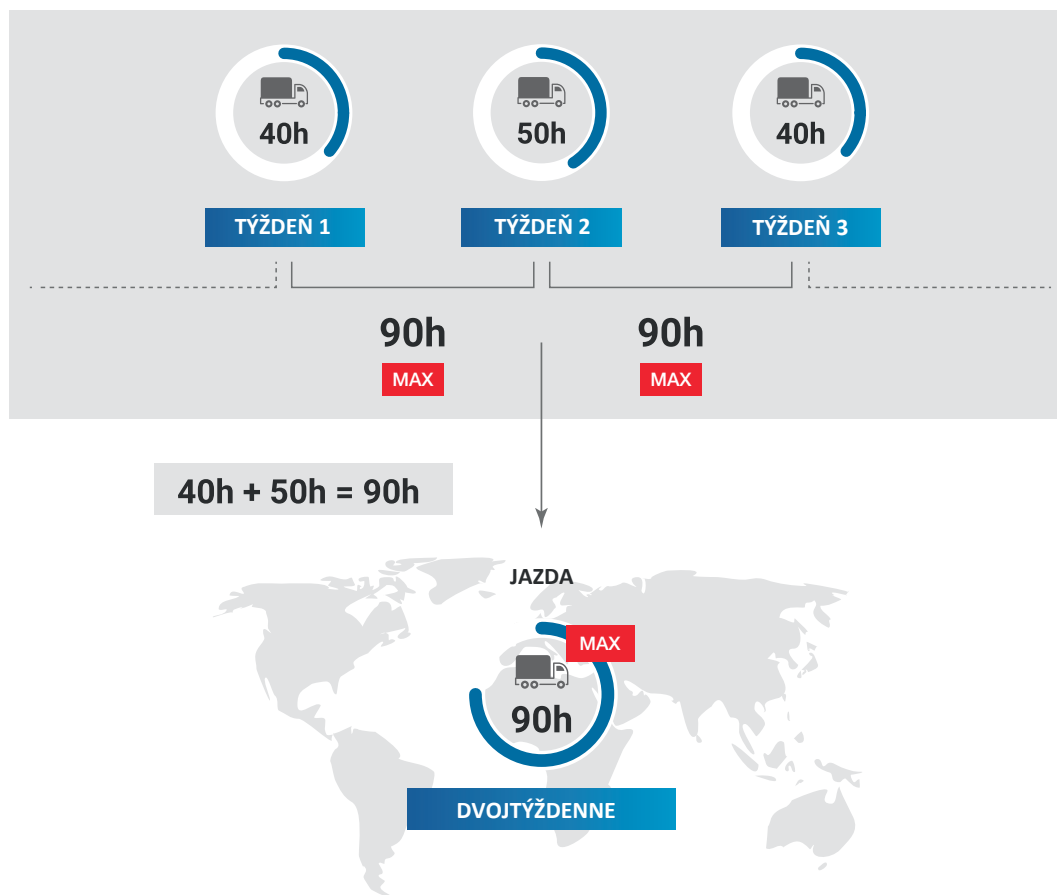 40h
50h
40h
TÝŽDEŇ 1
TÝŽDEŇ 2
TÝŽDEŇ 3
90h
90h
MAX
MAX
40h + 50h = 90h
JAZDA
MAX
90h
DVOJTÝŽDENNE